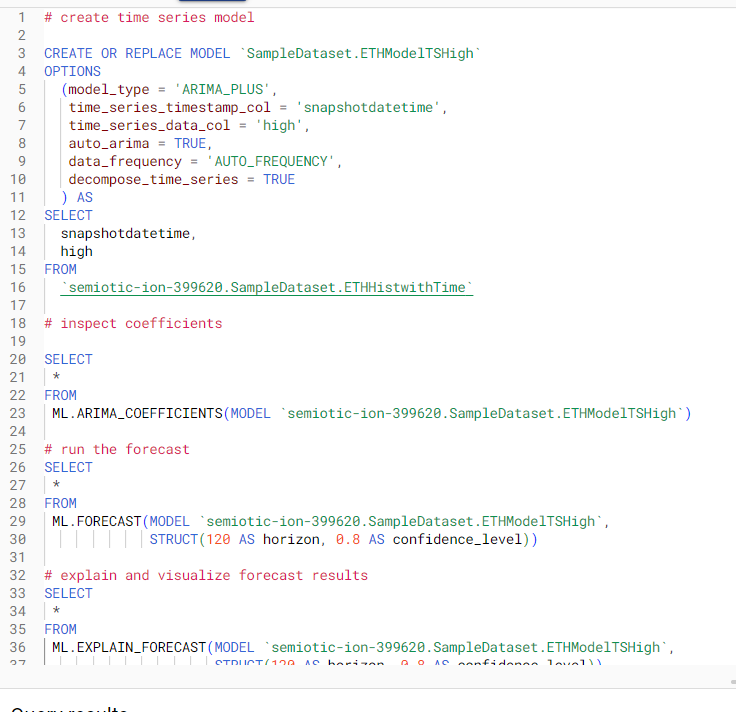 1 # create time series model
2
3 CREATE OR REPLACE MODEL `SampleDataset.ETHModelTSHigh`
4 OPTIONS
5 (model_type = 'ARIMA_PLUS',
6 time_series_timestamp_col = 'snapshotdatetime',
7 time_series_data_col = 'high',
8 auto_arima = TRUE,
9 data_frequency = 'AUTO_FREQUENCY',
10 decompose_time_series = TRUE
11 ) AS
12 SELECT
13 snapshotdatetime,
14 high
15 FROM
16 `semiotic-ion-399620.SampleDataset.ETHHistwithTime`
17
18 # inspect coefficients
19
20 SELECT
21 *
22 FROM
23 ML.ARIMA_COEFFICIENTS(MODEL `semiotic-ion-399620.SampleDataset.ETHModelTSHigh`)
24
25 # run the forecast
26 SELECT
27 *
28 FROM
29 ML.FORECAST(MODEL `semiotic-ion-399620.SampleDataset.ETHModelTSHigh`,
30 STRUCT(120 AS horizon, 0.8 AS confidence_level))
31
32 # explain and visualize forecast results
33 SELECT
34 *
35 FROM
36 ML.EXPLAIN_FORECAST(MODEL `semiotic-ion-399620.SampleDataset.ETHModelTSHigh`,
37 STRUCT(120 AS horizon, 0.8 AS confidence_level))
Query results